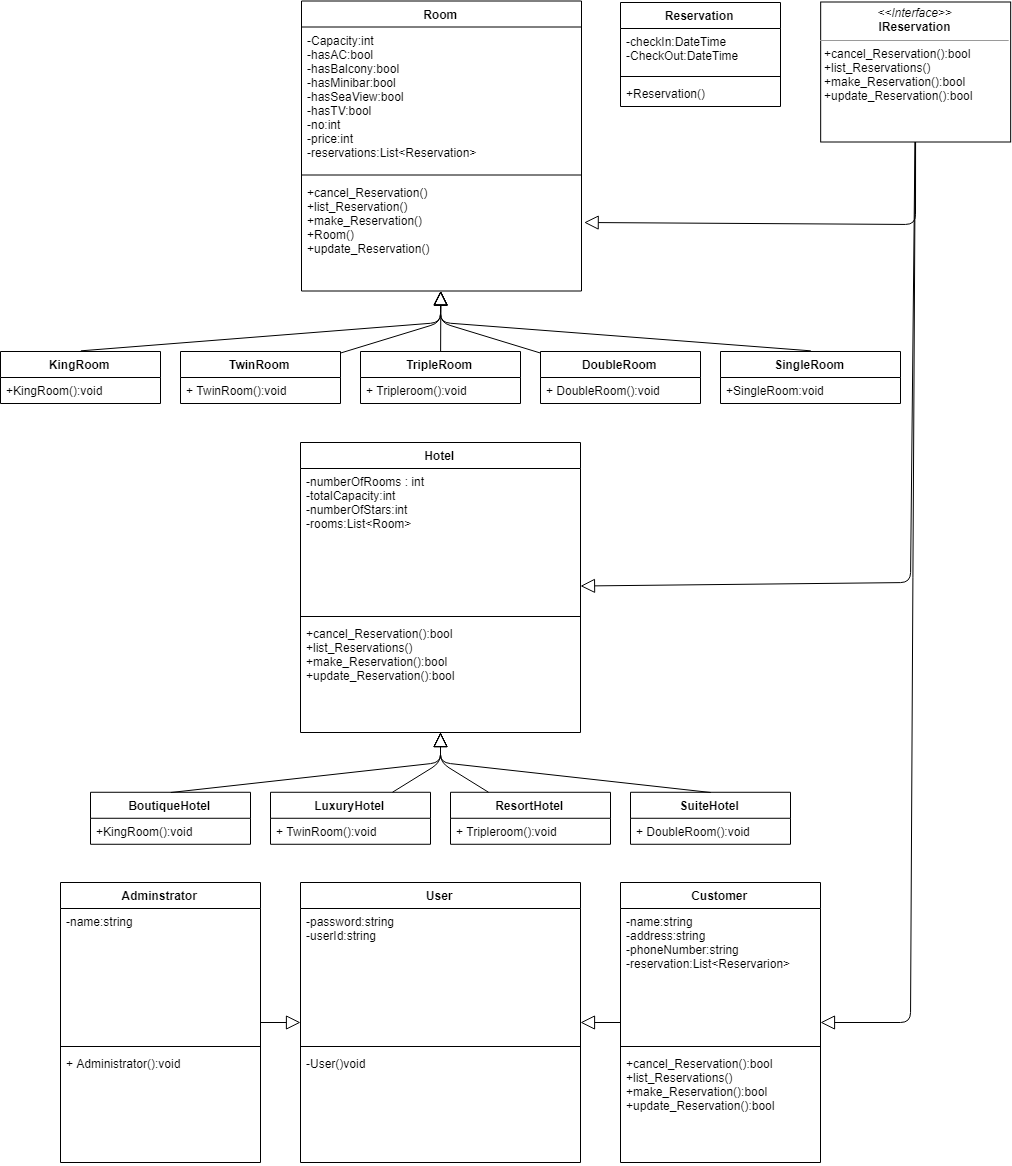 Room
-Capacity:int
-hasAC:bool
-hasBalcony:bool
-hasMinibar:bool
-hasSeaView:bool
-hasTV:bool
-no:int
-price:int
-reservations:List<Reservation>
+cancel_Reservation()
+list_Reservation()
+make_Reservation()
+Room()
+update_Reservation()
Reservation
-checkIn:DateTime
-CheckOut:DateTime
+Reservation()
<<Interface>>
IReservation
+cancel_Reservation():bool
+list_Reservations()
+make_Reservation():bool
+update_Reservation():bool
KingRoom
+KingRoom():void
TwinRoom
+ TwinRoom():void
TripleRoom
+ Tripleroom():void
DoubleRoom
+ DoubleRoom():void
SingleRoom
+SingleRoom:void
Hotel
-numberOfRooms : int
-totalCapacity:int
-numberOfStars:int
-rooms:List<Room>
+cancel_Reservation():bool
+list_Reservations()
+make_Reservation():bool
+update_Reservation():bool
BoutiqueHotel
+KingRoom():void
LuxuryHotel
+ TwinRoom():void
ResortHotel
+ Tripleroom():void
SuiteHotel
+ DoubleRoom():void
Adminstrator
-name:string
+ Administrator():void
User
-password:string
-userId:string
-User()void
Customer
-name:string
-address:string
-phoneNumber:string
-reservation:List<Reservarion>
+cancel_Reservation():bool
+list_Reservations()
+make_Reservation():bool
+update_Reservation():bool